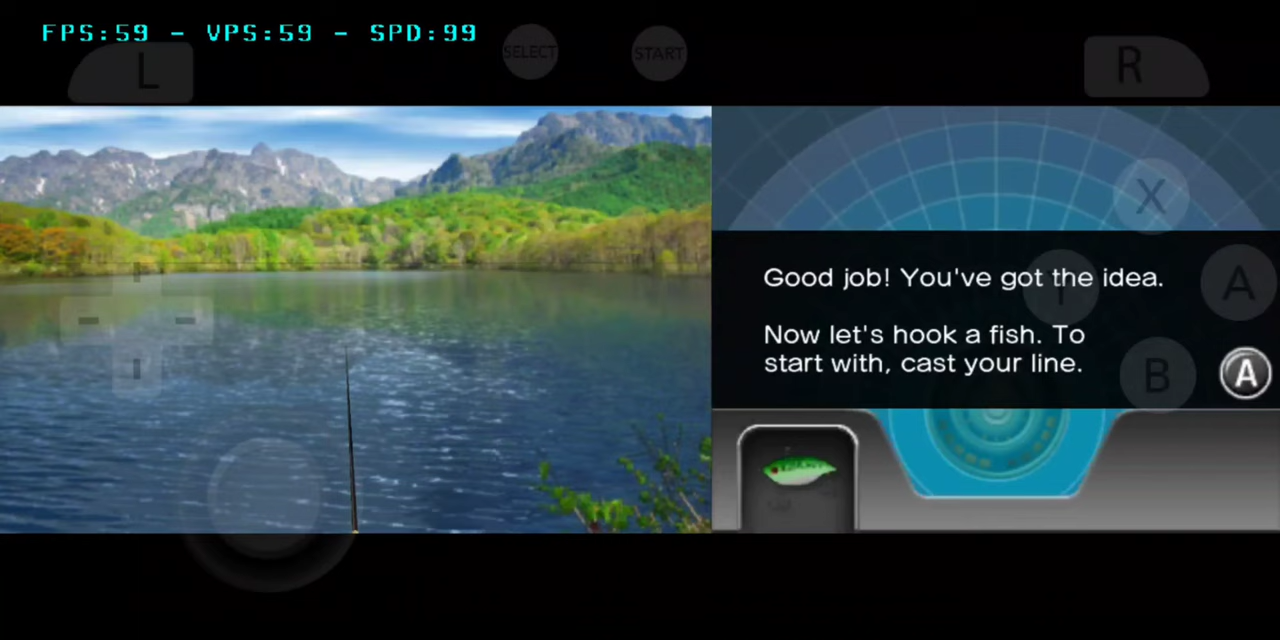 FPS:59 - VPS:59 - SPD:99
SELECT
START
L
R
X
Good job! You've got the idea.
A
Now let's hook a fish. To
start with, cast your line.
B
A